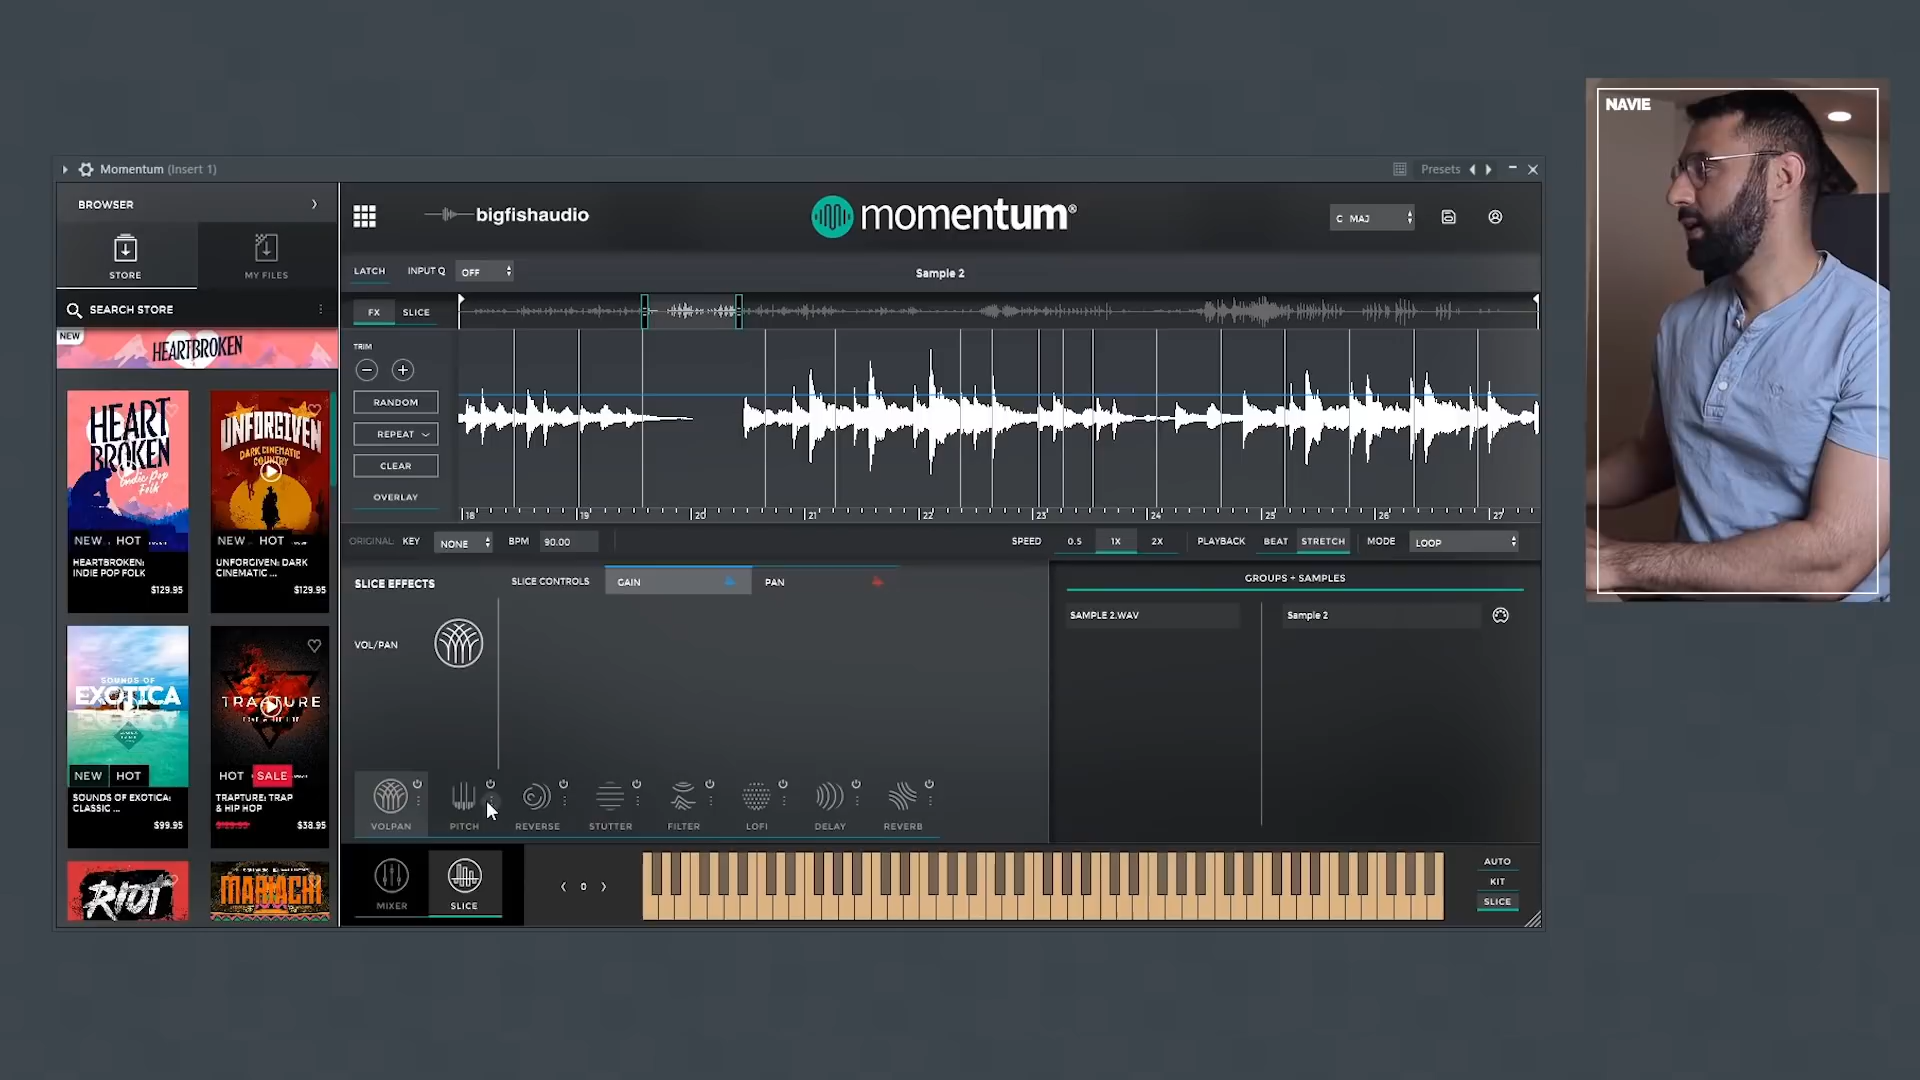 NAVIE
Momentum (Insert 1)
Presets
BROWSER
bigfishaudio
momentum®
C MAJ
STORE
MY FILES
LATCH
INPUT Q
OFF
Sample 2
SEARCH STORE
FX
SLICE
NEW
HEARTBROKEN
TRIM
RANDOM
REPEAT
CLEAR
OVERLAY
18
19
20
21
22
23
24
25
26
27
HEART
BROKEN
Indie Pop
Folk
NEW HOT
HEARTBROKEN:
INDIE POP FOLK
$129.95
UNFORGIVEN
DARK CINEMATIC
COUNTRY
NEW HOT
UNFORGIVEN: DARK
CINEMATIC ...
$129.95
ORIGINAL: KEY
NONE
BPM
90.00
SPEED
0.5
1X
2X
PLAYBACK
BEAT
STRETCH
MODE
LOOP
SLICE EFFECTS
SLICE CONTROLS
GAIN
PAN
GROUPS + SAMPLES
SAMPLE 2.WAV
Sample 2
VOL/PAN
SOUNDS OF
EXOTICA
NEW HOT
SOUNDS OF EXOTICA:
CLASSIC ...
$99.95
HOT SALE
TRAPTURE: TRAP
& HIP HOP
$38.95
VOLPAN
PITCH
REVERSE
STUTTER
FILTER
LOFI
DELAY
REVERB
RIOT
MARIACHI
MIXER
SLICE
0
AUTO
KIT
SLICE